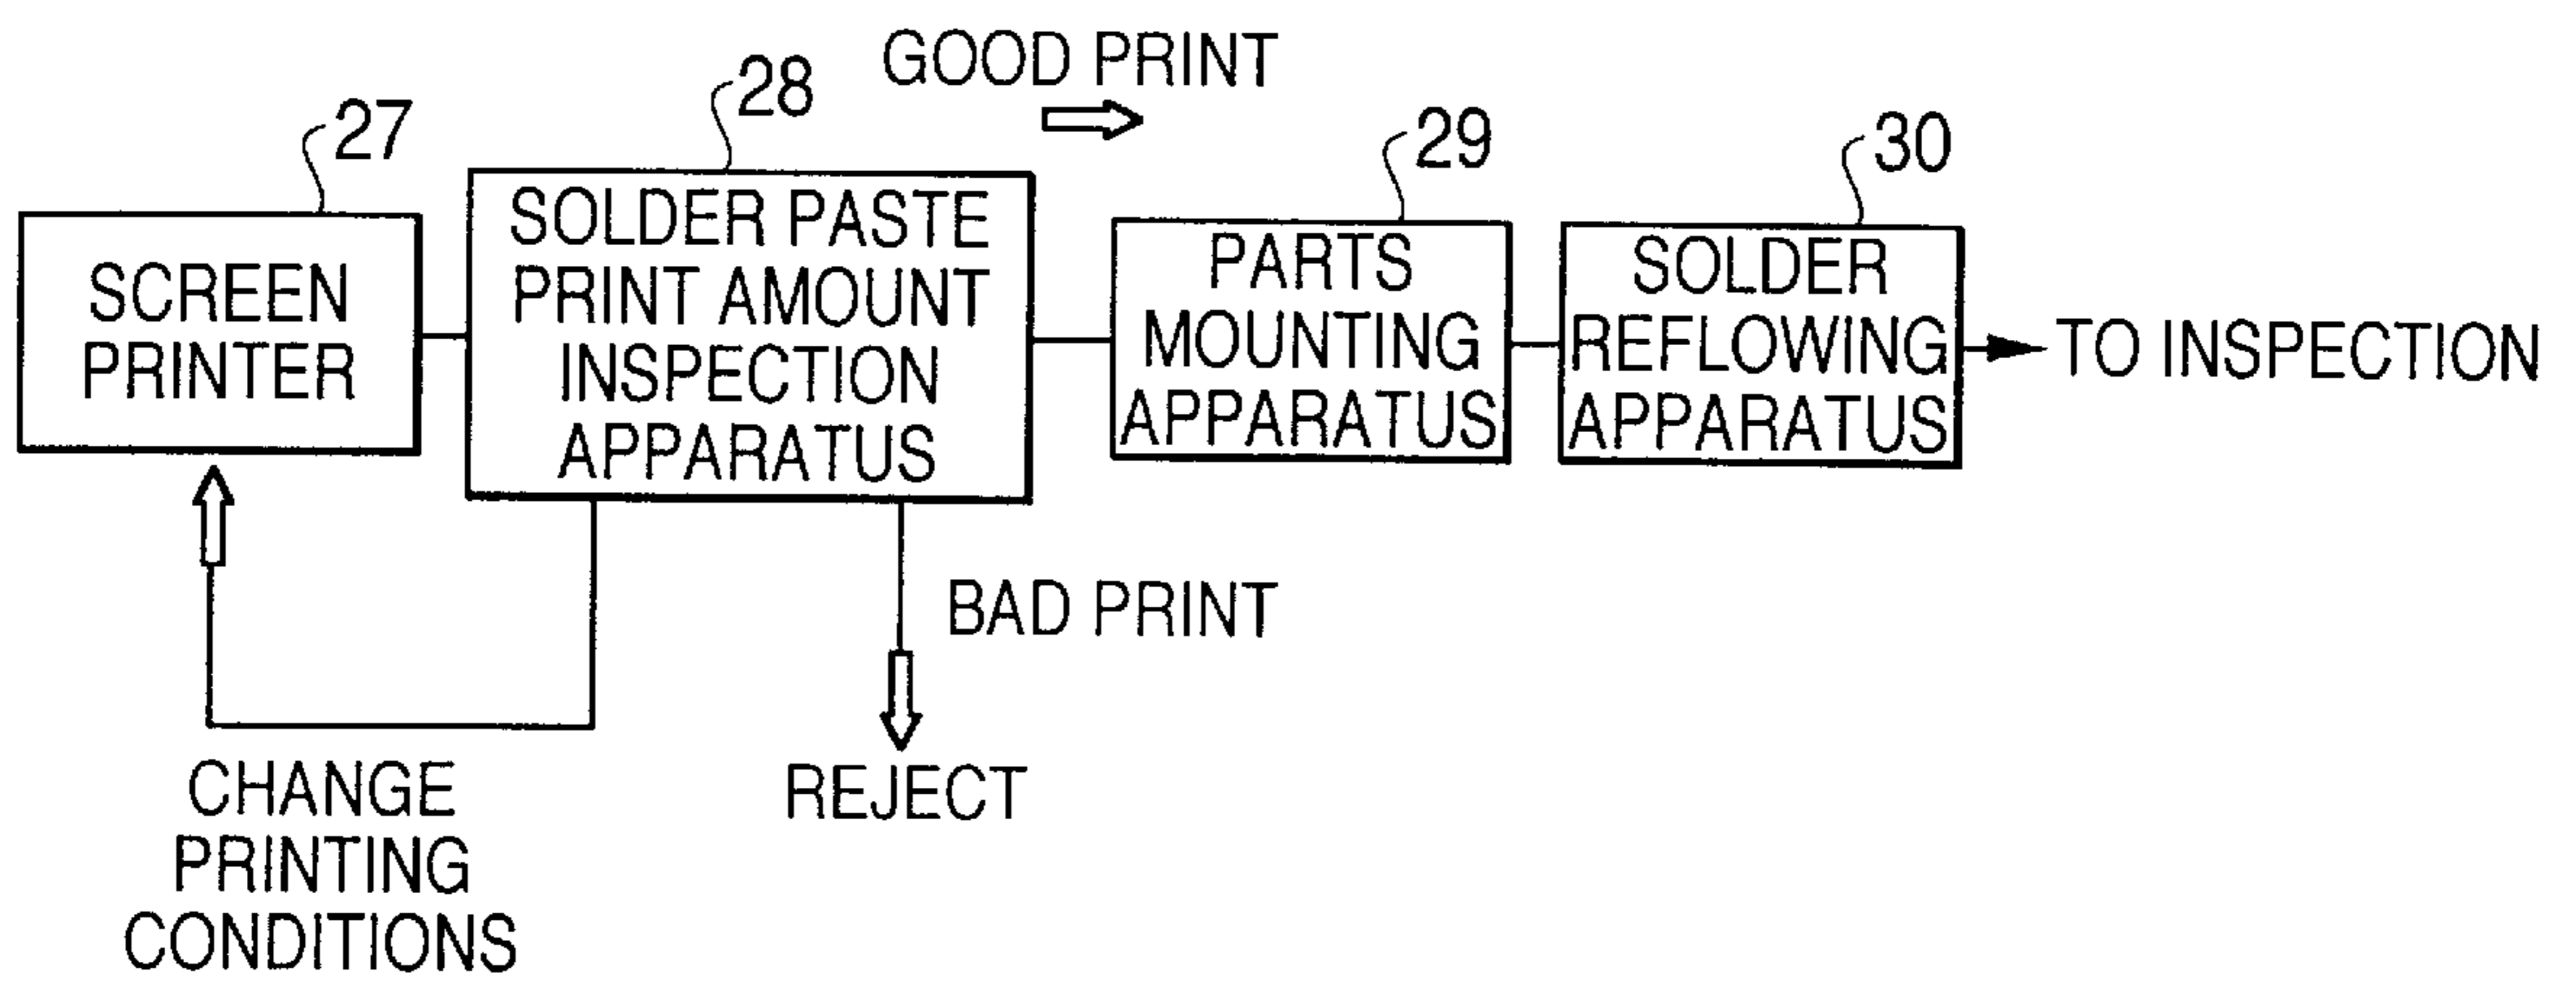 27
SCREEN
PRINTER
28
SOLDER PASTE
PRINT AMOUNT
INSPECTION
APPARATUS
GOOD PRINT
29
PARTS
MOUNTING
APPARATUS
30
SOLDER
REFLOWING
APPARATUS
TO INSPECTION
BAD PRINT
REJECT
CHANGE
PRINTING
CONDITIONS